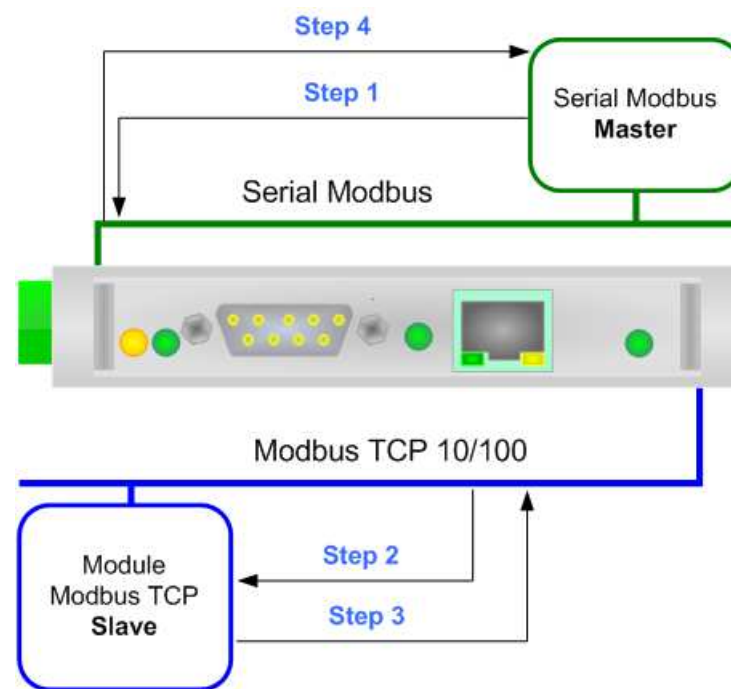 Step 4
Step 1
Serial Modbus
Master
Serial Modbus
Modbus TCP 10/100
Step 2
Module
Modbus TCP
Slave
Step 3